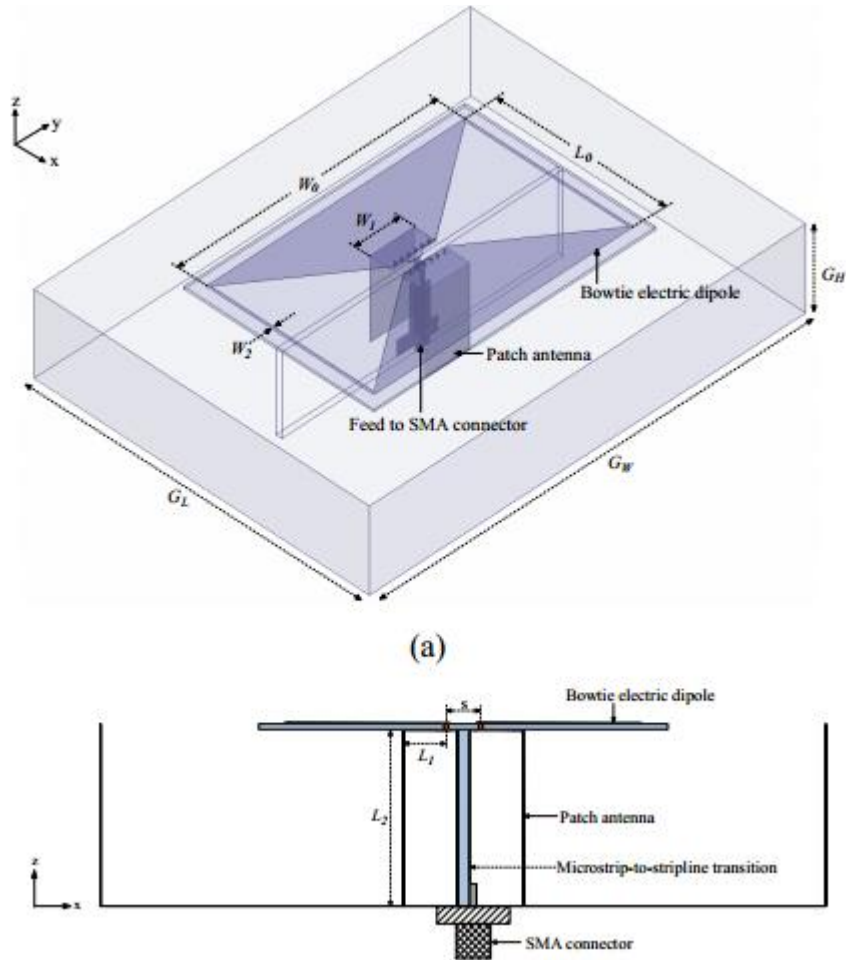 z
y
x
W0
L0
W1
GH
Bowtie electric dipole
W2
Patch antenna
Feed to SMA connector
GL
GW
(a)
Bowtie electric dipole
s
L1
L2
Patch antenna
Microstrip-to-stripline transition
z
x
SMA connector